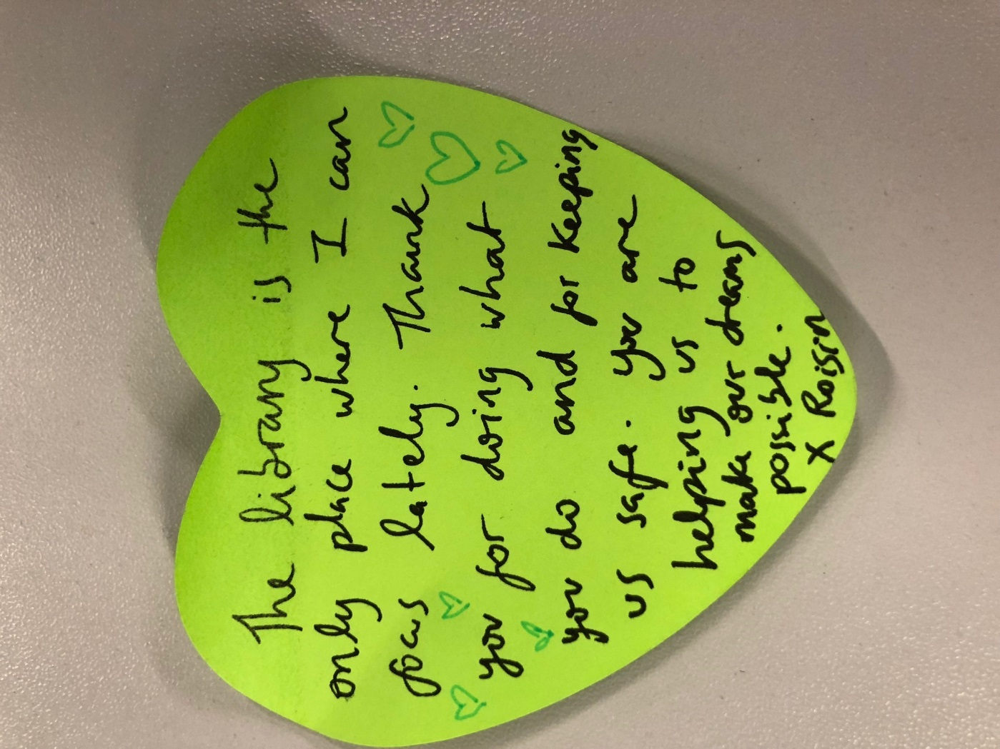 The library is the
only place where I can
focus lately. Thank
you for doing what
you do and for keeping
us safe. you are
helping us to
make our dreams
possible.
x Roisin